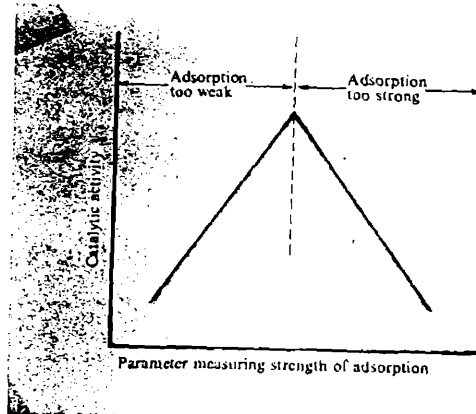 Adsorption
too weak
Adsorption
too strong
Catalytic activity
Parameter measuring strength of adsorption